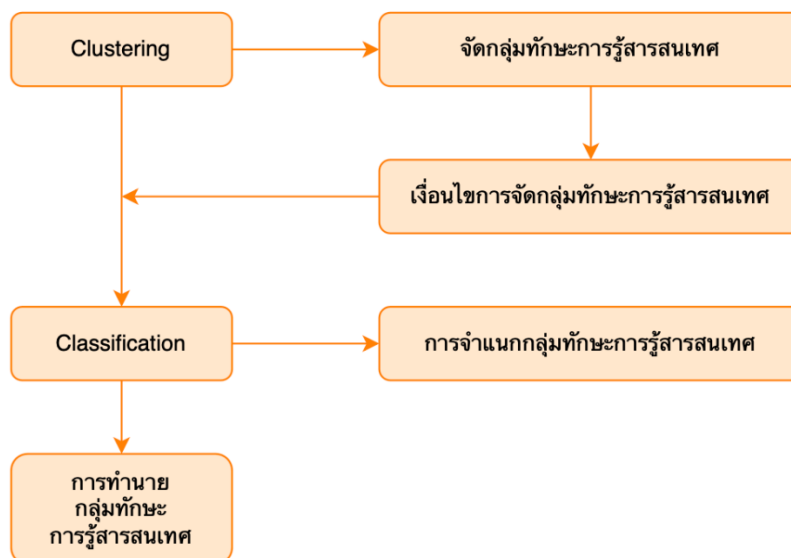 Clustering
จัดกลุ่มทักษะการรู้สารสนเทศ
เงื่อนไขการจัดกลุ่มทักษะการรู้สารสนเทศ
Classification
การจำแนกกลุ่มทักษะการรู้สารสนเทศ
การทำนาย
กลุ่มทักษะ
การรู้สารสนเทศ